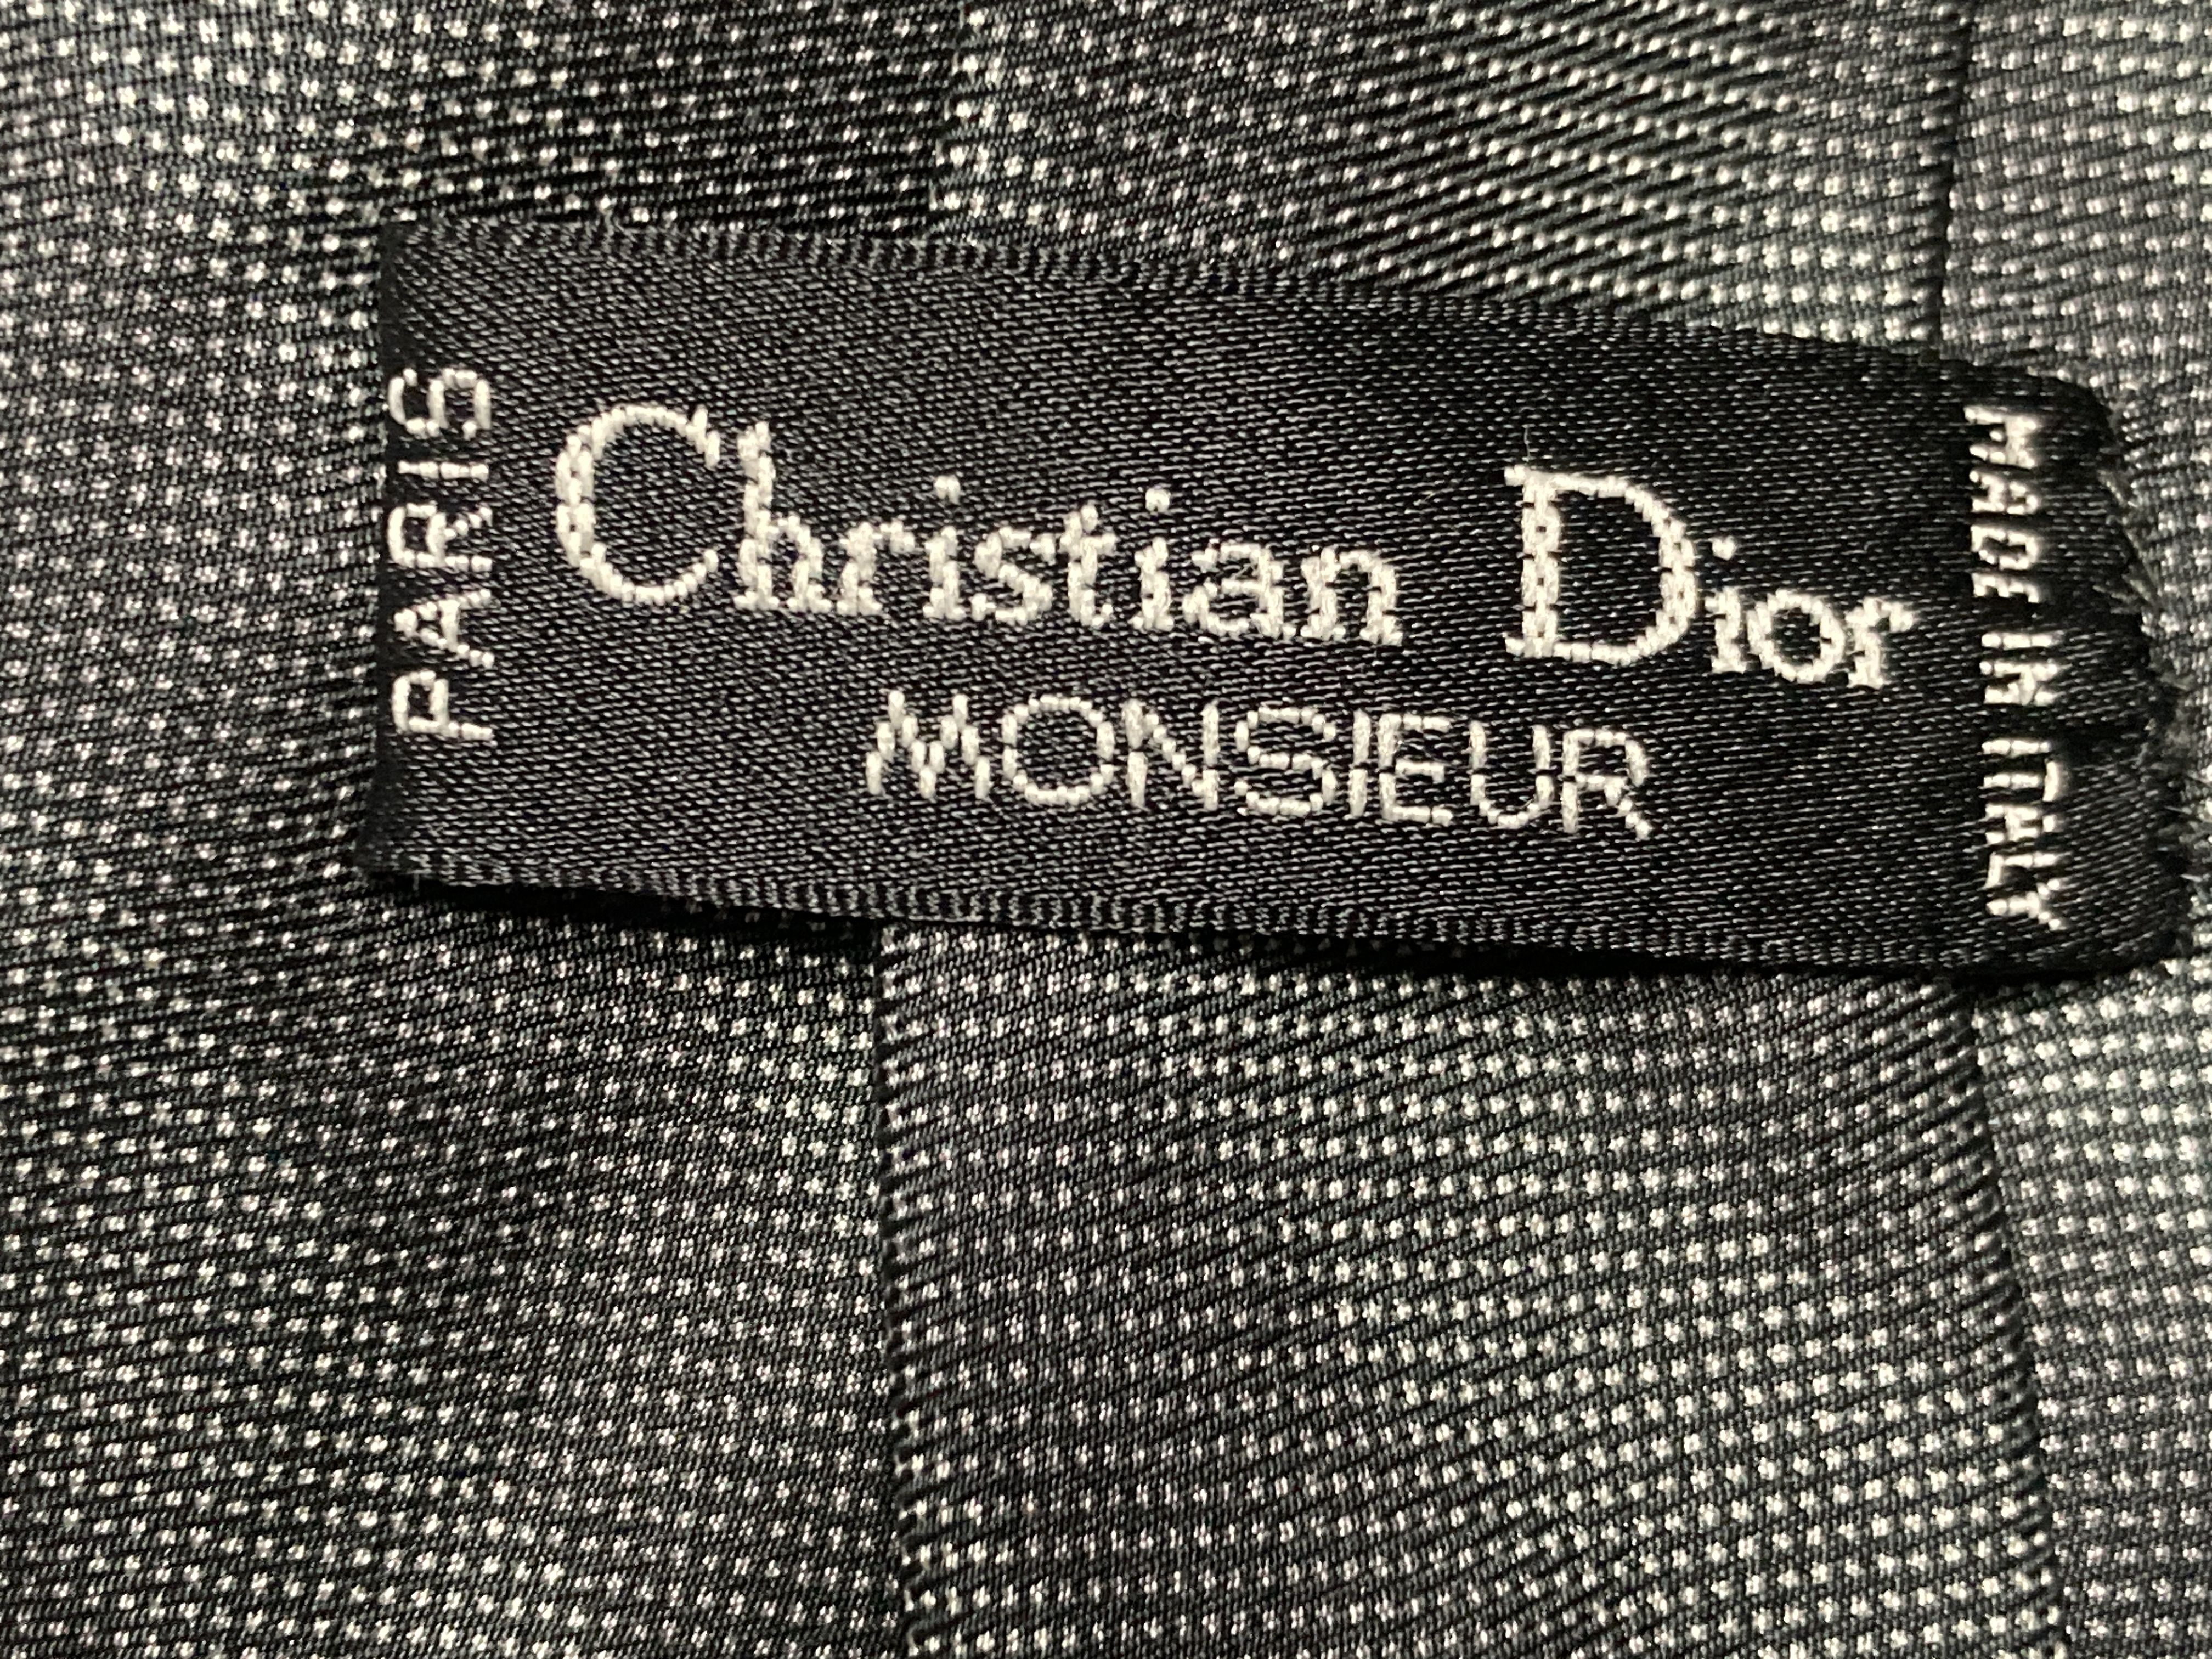 PARIS
Christian Dior
MONSIEUR
MADE IN ITALY